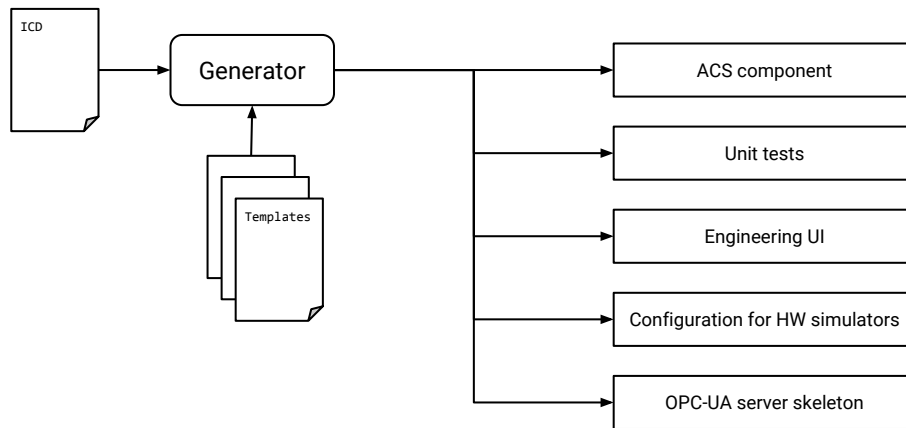 ICD
Generator
Templates
ACS component
Unit tests
Engineering UI
Configuration for HW simulators
OPC-UA server skeleton